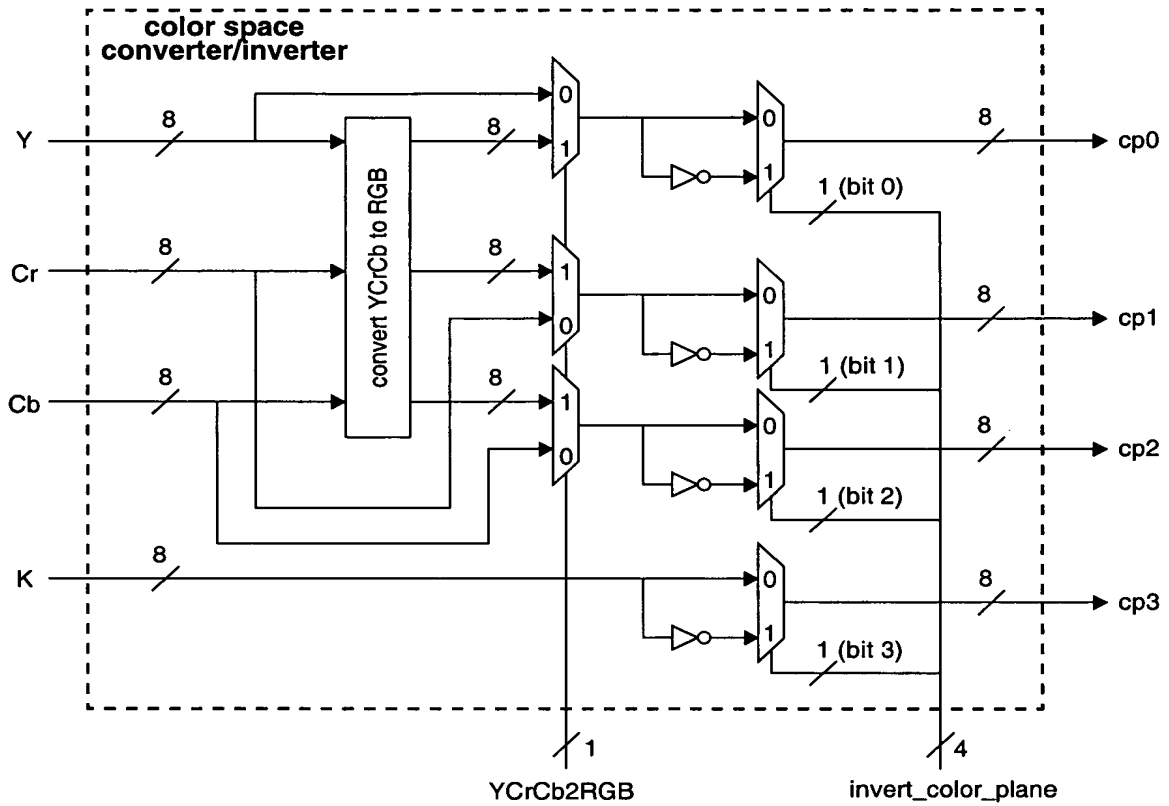 color space
converter/inverter
Y
8
0
8
1
0
1
8
cp0
1 (bit 0)
convert YCrCb to RGB
Cr
8
8
1
0
0
1
8
cp1
1 (bit 1)
Cb
8
8
1
0
0
1
8
cp2
1 (bit 2)
K
8
0
1
8
cp3
1 (bit 3)
1
4
YCrCb2RGB
invert_color_plane